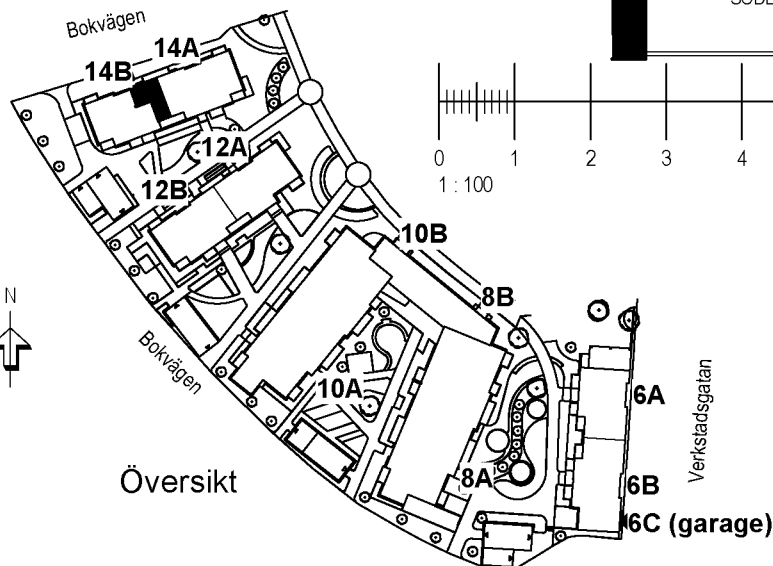 Bokvägen
14A
14B
12A
12B
0 1 2 3 4
1 : 100
10B
8B
N
Bokvägen
10A
6A
Verkstadsgatan
Översikt
8A
6B
6C (garage)